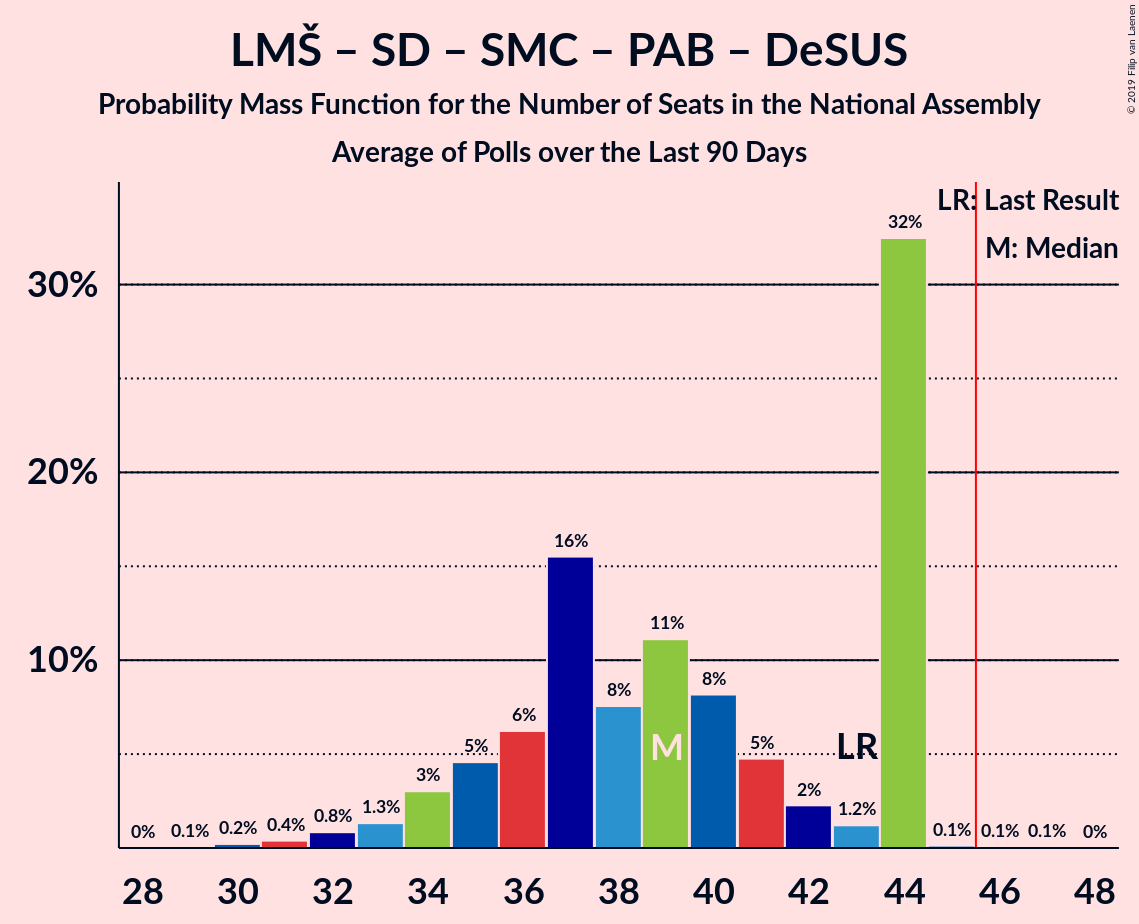 LMŠ – SD – SMC – PAB – DeSUS
Probability Mass Function for the Number of Seats in the National Assembly
Average of Polls over the Last 90 Days
© 2019 Filip van Laenen
LR: Last Result
M: Median
30%
20%
10%
0%
0.1%
0.2%
0.4%
0.8%
1.3%
3%
5%
6%
16%
8%
11%
8%
5%
2%
1.2%
32%
0.1%
0.1%
0.1%
0%
M
LR
28 30 32 34 36 38 40 42 44 46 48